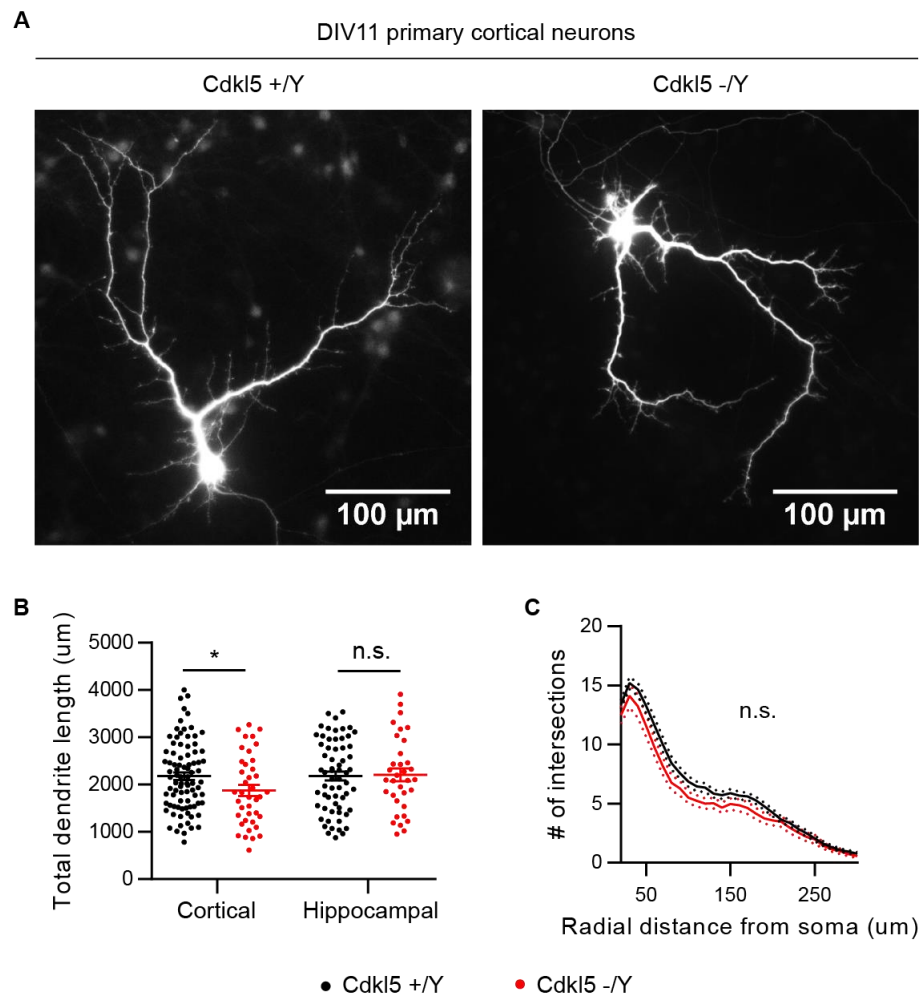 A
DIV11 primary cortical neurons
Cdkl5 +/Y
Cdkl5 -/Y
100 µm
100 µm
B
Total dendrite length (um)
5000
4000
3000
2000
1000
0
*
n.s.
Cortical
Hippocampal
C
# of intersections
20
15
10
5
0
n.s.
50
150
250
Radial distance from soma (um)
Cdkl5 +/Y
Cdkl5 -/Y